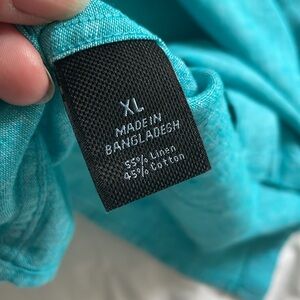 XL
MADE IN
BANGLADESH
55% Linen
45% Cotton